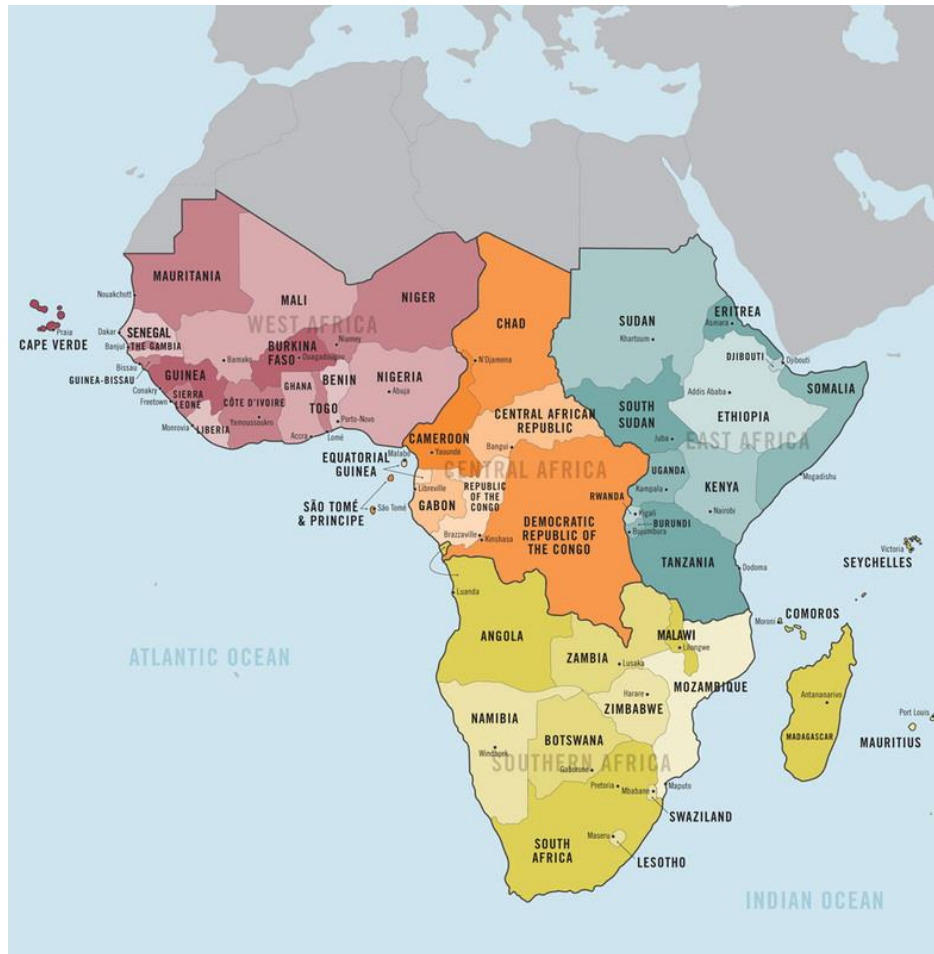 MAURITANIA
Nouakchott
MALI
NIGER
WEST AFRICA
Praia
CAPE VERDE
Dakar
SENEGAL
Banjul
THE GAMBIA
Bissau
GUINEA-BISSAU
Bamako
BURKINA
FASO
Ouagadougou
Niamey
GUINEA
Conakry
Freetown
SIERRA
LEONE
CÔTE D'IVOIRE
Yamoussoukro
Monrovia
LIBERIA
GHANA
Accra
TOGO
Lomé
BENIN
Porto-Novo
NIGERIA
Abuja
CHAD
N'Djamena
CENTRAL AFRICAN
REPUBLIC
Bangui
CAMEROON
Yaoundé
CENTRAL AFRICA
EQUATORIAL
GUINEA
Malabo
SÃO TOMÉ
& PRINCIPE
São Tomé
Libreville
GABON
REPUBLIC
OF THE
CONGO
Brazzaville
Kinshasa
DEMOCRATIC
REPUBLIC OF
THE CONGO
SUDAN
Khartoum
ERITREA
Asmara
DJIBOUTI
Djibouti
SOMALIA
Addis Ababa
ETHIOPIA
SOUTH
SUDAN
Juba
EAST AFRICA
UGANDA
Kampala
KENYA
Nairobi
Mogadishu
RWANDA
Kigali
BURUNDI
Bujumbura
TANZANIA
Dodoma
Victoria
SEYCHELLES
Moroni
COMOROS
Luanda
ANGOLA
ZAMBIA
Lusaka
MALAWI
Lilongwe
MOZAMBIQUE
Harare
ZIMBABWE
NAMIBIA
Windhoek
BOTSWANA
Gaborone
SOUTHERN AFRICA
Pretoria
Mbabane
Maputo
SWAZILAND
Maseru
LESOTHO
SOUTH
AFRICA
Antananarivo
MADAGASCAR
Port Louis
MAURITIUS
ATLANTIC OCEAN
INDIAN OCEAN